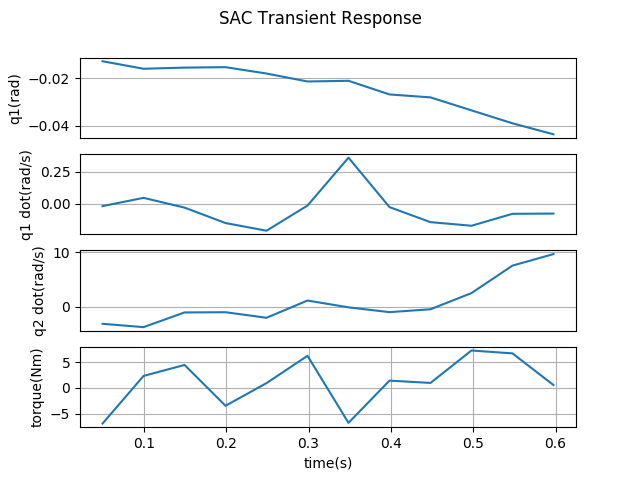 SAC Transient Response
q1(rad)
−0.02
−0.04
q1 dot(rad/s)
0.25
0.00
q2 dot(rad/s)
10
0
torque(Nm)
5
0
−5
0.1 0.2 0.3 0.4 0.5 0.6
time(s)